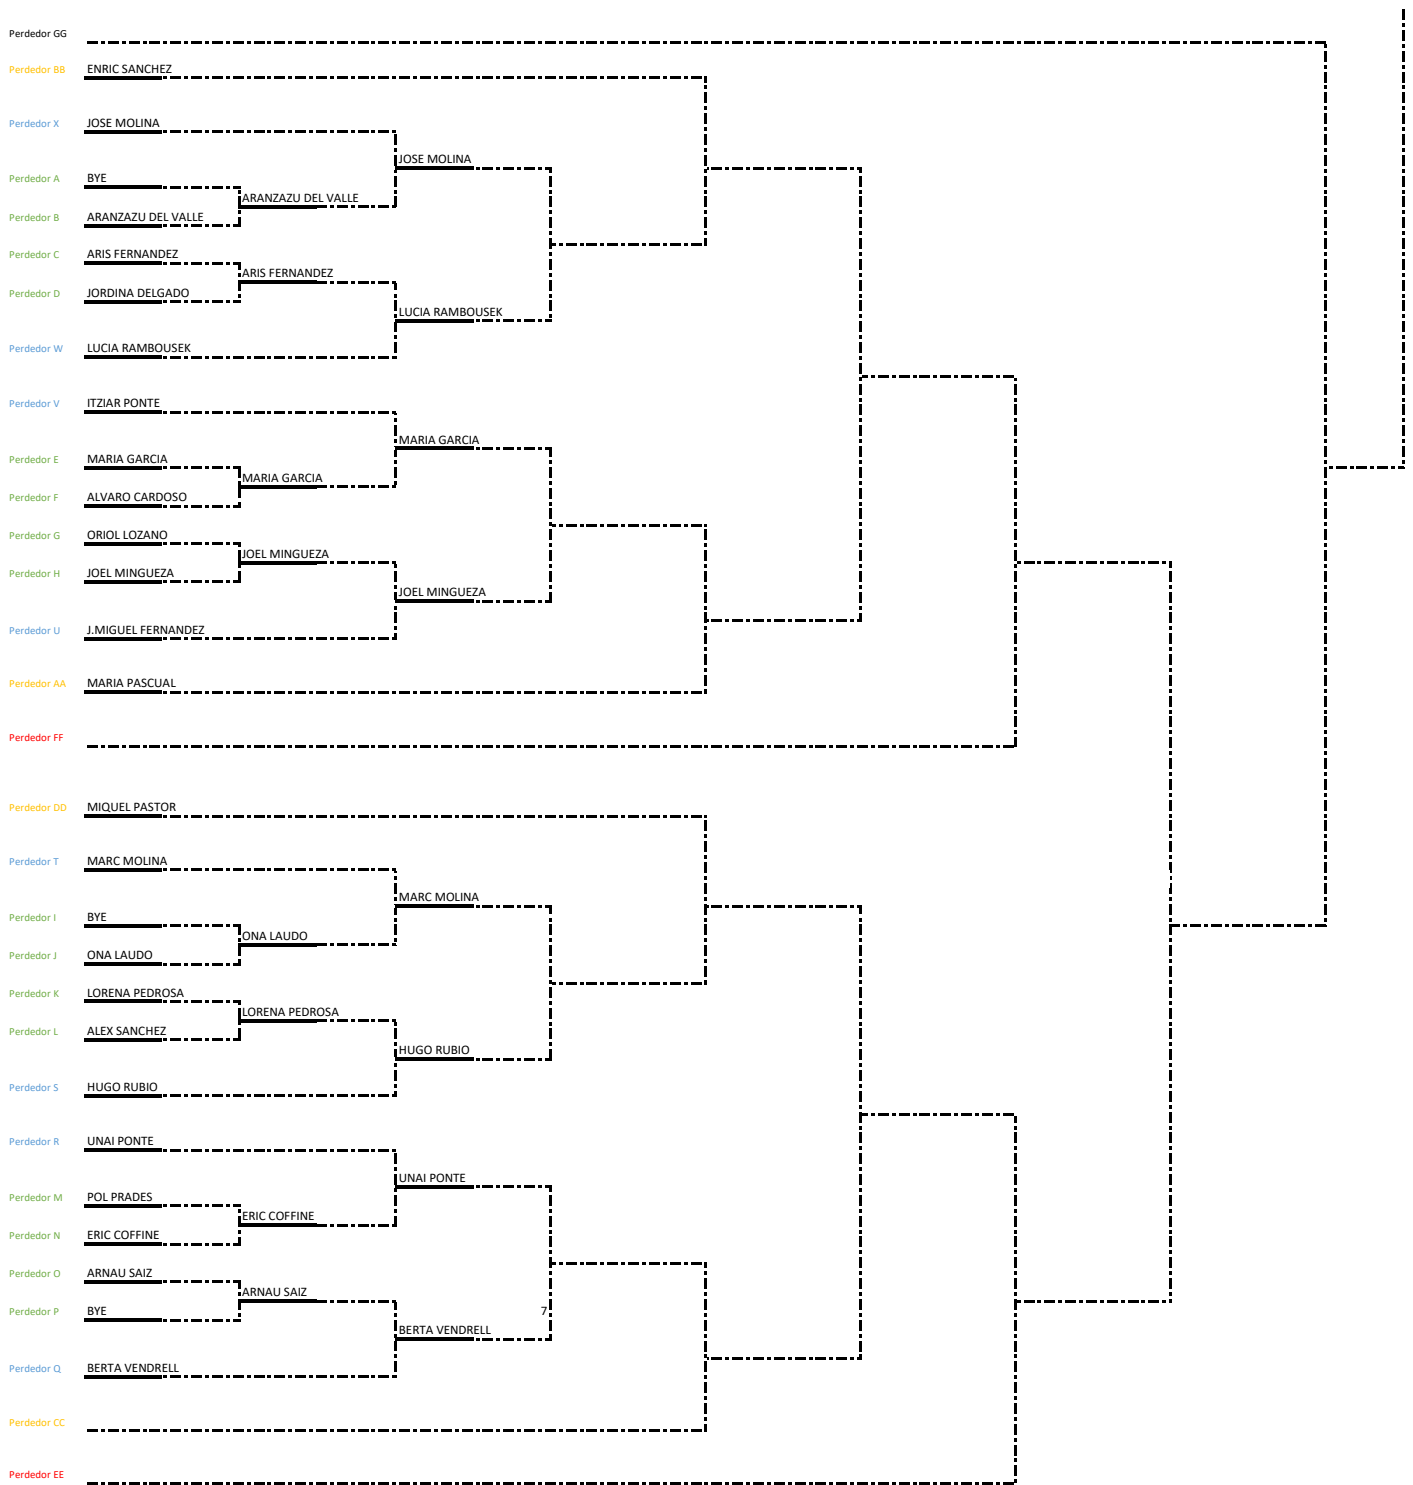 Perdedor GG
Perdedor BB ENRIC SANCHEZ
Perdedor X JOSE MOLINA
JOSE MOLINA
Perdedor A BYE
ARANZAZU DEL VALLE
Perdedor B ARANZAZU DEL VALLE
Perdedor C ARIS FERNANDEZ
ARIS FERNANDEZ
Perdedor D JORDINA DELGADO
LUCIA RAMBOUSEK
Perdedor W LUCIA RAMBOUSEK
Perdedor V ITZIAR PONTE
MARIA GARCIA
Perdedor E MARIA GARCIA
MARIA GARCIA
Perdedor F ALVARO CARDOSO
Perdedor G ORIOL LOZANO
JOEL MINGUEZA
Perdedor H JOEL MINGUEZA
JOEL MINGUEZA
Perdedor U J.MIGUEL FERNANDEZ
Perdedor AA MARIA PASCUAL
Perdedor FF
Perdedor DD MIQUEL PASTOR
Perdedor T MARC MOLINA
MARC MOLINA
Perdedor I BYE
ONA LAUDO
Perdedor J ONA LAUDO
Perdedor K LORENA PEDROSA
LORENA PEDROSA
Perdedor L ALEX SANCHEZ
HUGO RUBIO
Perdedor S HUGO RUBIO
Perdedor R UNAI PONTE
UNAI PONTE
Perdedor M POL PRADES
ERIC COFFINE
Perdedor N ERIC COFFINE
Perdedor O ARNAU SAIZ
ARNAU SAIZ
Perdedor P BYE 7
BERTA VENDRELL
Perdedor Q BERTA VENDRELL
Perdedor CC
Perdedor EE